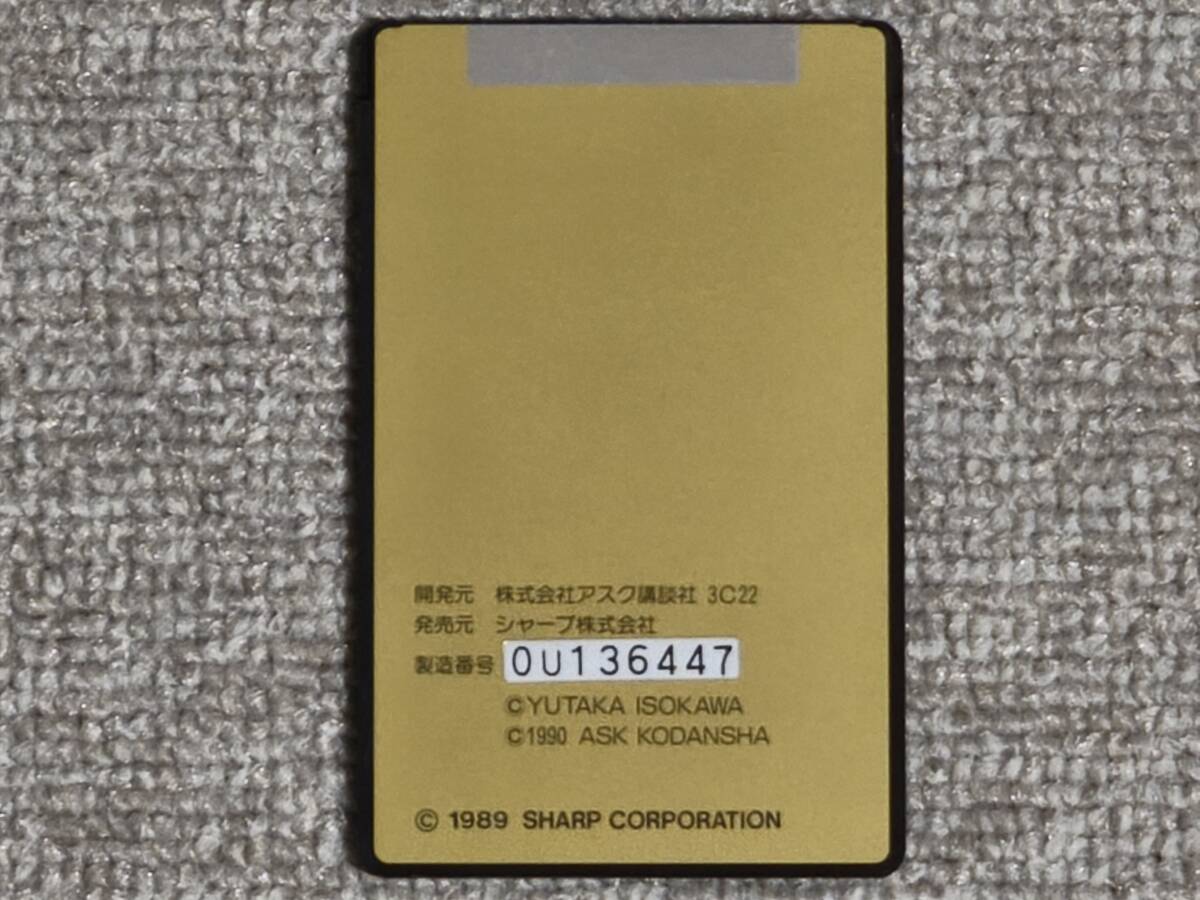 開発元 株式会社アスク講談社 3C22
発売元 シャープ株式会社
製造番号 0U136447
©YUTAKA ISOKAWA
©1990 ASK KODANSHA
© 1989 SHARP CORPORATION